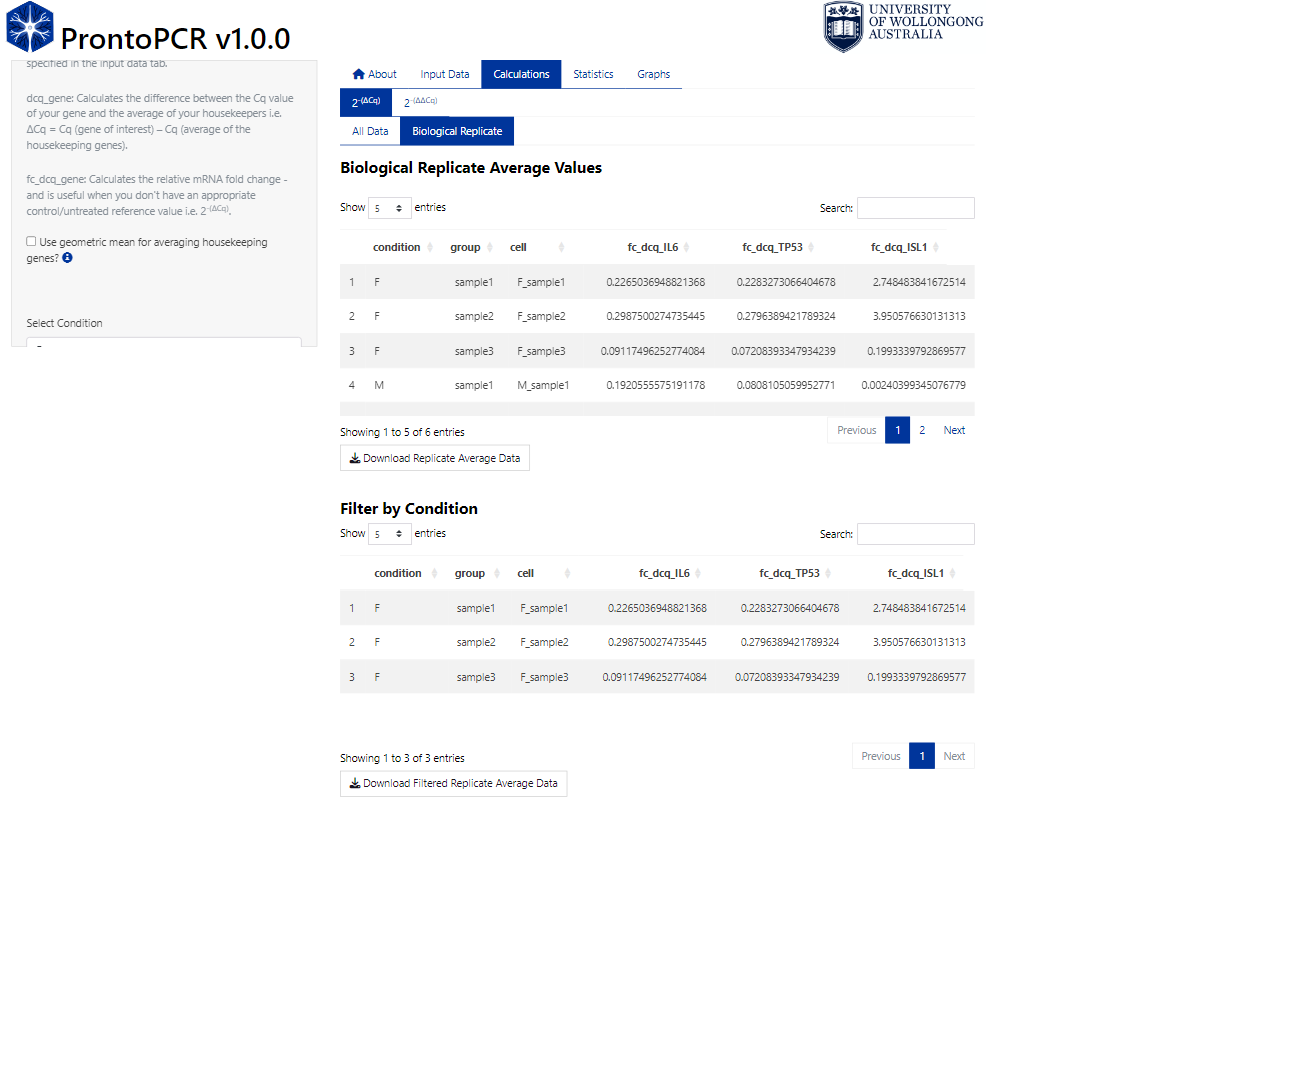 ProntoPCR v1.0.0
UNIVERSITY
OF WOLLONGONG
AUSTRALIA
specified in the input data tab.
dcq_gene: Calculates the difference between the Cq value
of your gene and the average of your housekeepers i.e.
ΔCq = Cq (gene of interest) – Cq (average of the
housekeeping genes).
fc_dcq_gene: Calculates the relative mRNA fold change -
and is useful when you don't have an appropriate
control/untreated reference value i.e. 2^-(ΔCq).
Use geometric mean for averaging housekeeping
genes?
Select Condition
About Input Data Calculations Statistics Graphs
2^-(ΔCq) 2^-(ΔΔCq)
All Data Biological Replicate
Biological Replicate Average Values
Show 5 entries Search:
condition group cell fc_dcq_IL6 fc_dcq_TP53 fc_dcq_ISL1
1 F sample1 F_sample1 0.2265036948821368 0.2283273066404678 2.748483841672514
2 F sample2 F_sample2 0.2987500274735445 0.2796389421789324 3.950576630131313
3 F sample3 F_sample3 0.09117496252774084 0.07208393347934239 0.1993339792869577
4 M sample1 M_sample1 0.1920555575191178 0.0808105059952771 0.00240399345076779
Showing 1 to 5 of 6 entries Previous 1 2 Next
Download Replicate Average Data
Filter by Condition
Show 5 entries Search:
condition group cell fc_dcq_IL6 fc_dcq_TP53 fc_dcq_ISL1
1 F sample1 F_sample1 0.2265036948821368 0.2283273066404678 2.748483841672514
2 F sample2 F_sample2 0.2987500274735445 0.2796389421789324 3.950576630131313
3 F sample3 F_sample3 0.09117496252774084 0.07208393347934239 0.1993339792869577
Showing 1 to 3 of 3 entries Previous 1 Next
Download Filtered Replicate Average Data